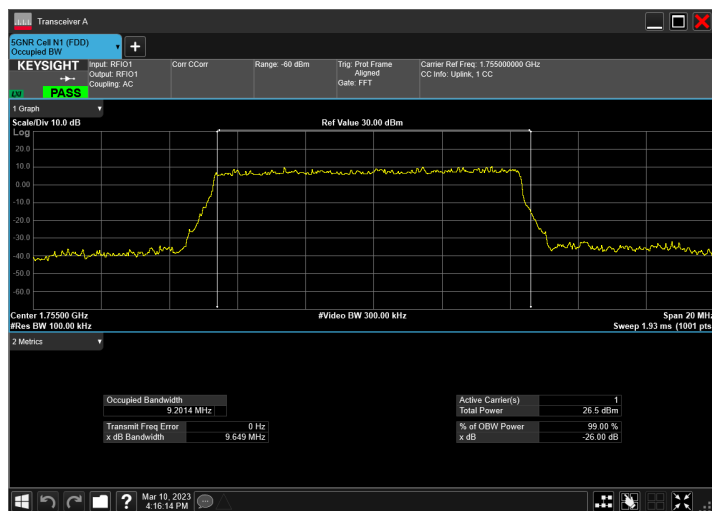 Transceiver A
5GNR Cell N1 (FDD)
Occupied BW
KEYSIGHT
LXI
PASS
Input: RFIO1
Output: RFIO1
Coupling: AC
Corr CCorr
Range: -60 dBm
Trig: Prot Frame
Aligned
Gate: FFT
Carrier Ref Freq: 1.755000000 GHz
CC Info: Uplink, 1 CC
1 Graph
Scale/Div 10.0 dB
Ref Value 30.00 dBm
Log
20.0
10.0
0.00
-10.0
-20.0
-30.0
-40.0
-50.0
-60.0
Center 1.75500 GHz
#Video BW 300.00 kHz
Span 20 MHz
#Res BW 100.00 kHz
Sweep 1.93 ms (1001 pts
2 Metrics
Occupied Bandwidth
9.2014 MHz
Transmit Freq Error 0 Hz
x dB Bandwidth 9.649 MHz
Active Carrier(s) 1
Total Power 26.5 dBm
% of OBW Power 99.00 %
x dB -26.00 dB
?
Mar 10, 2023
4:16:14 PM